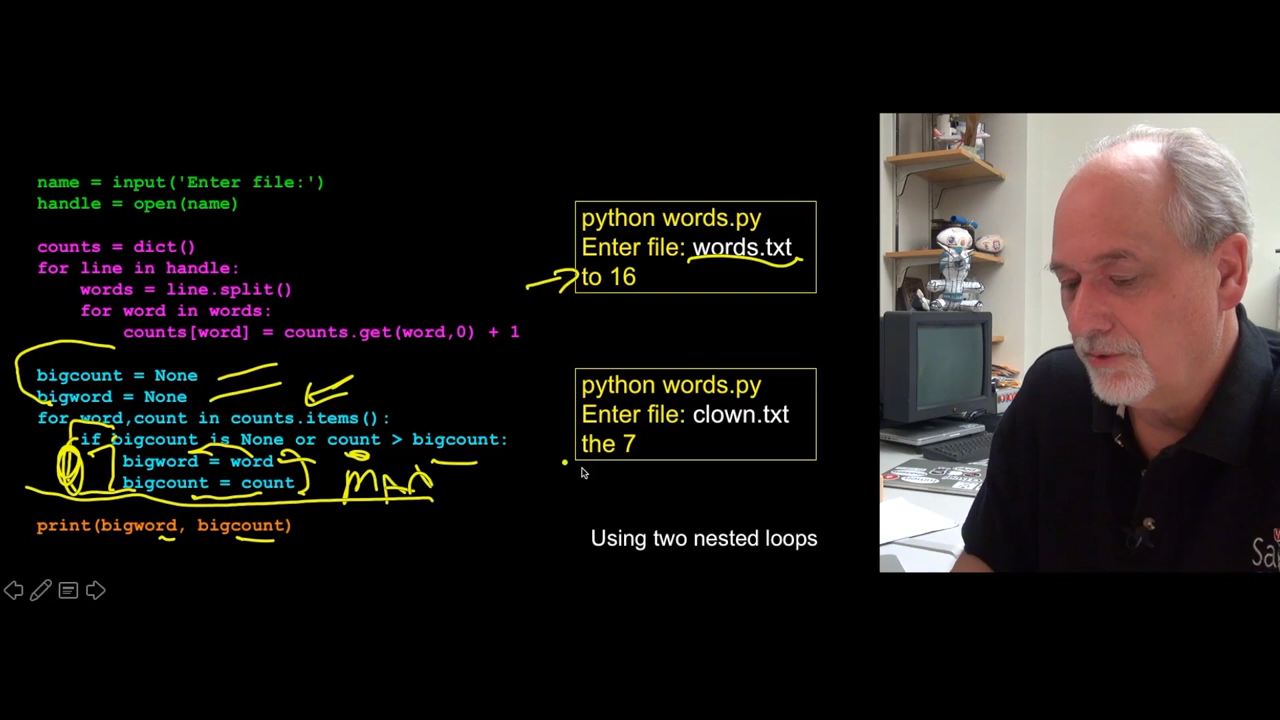 name = input('Enter file:')
handle = open(name)
counts = dict()
for line in handle:
words = line.split()
for word in words:
counts[word] = counts.get(word,0) + 1
bigcount = None
bigword = None
for word,count in counts.items():
if bigcount is None or count > bigcount:
bigword = word
bigcount = count
MAX
print(bigword, bigcount)
python words.py
Enter file: words.txt
to 16
python words.py
Enter file: clown.txt
the 7
Using two nested loops